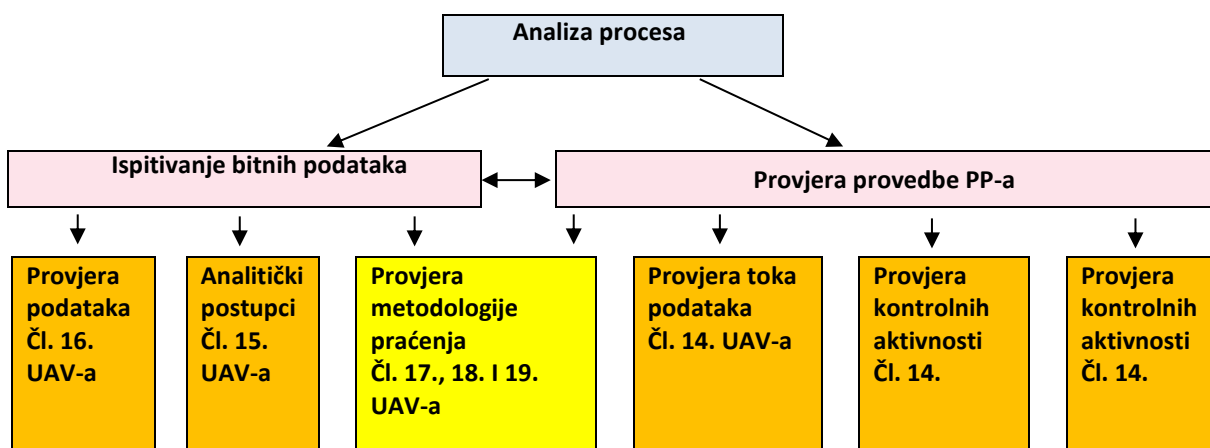 Analiza procesa
Ispitivanje bitnih podataka
Provjera provedbe PP-a
Provjera
podataka
Čl. 16.
UAV-a
Analitički
postupci
Čl. 15.
UAV-a
Provjera
metodologije
praćenja
Čl. 17., 18. I 19.
UAV-a
Provjera toka
podataka
Čl. 14. UAV-a
Provjera
kontrolnih
aktivnosti
Čl. 14.
Provjera
kontrolnih
aktivnosti
Čl. 14.